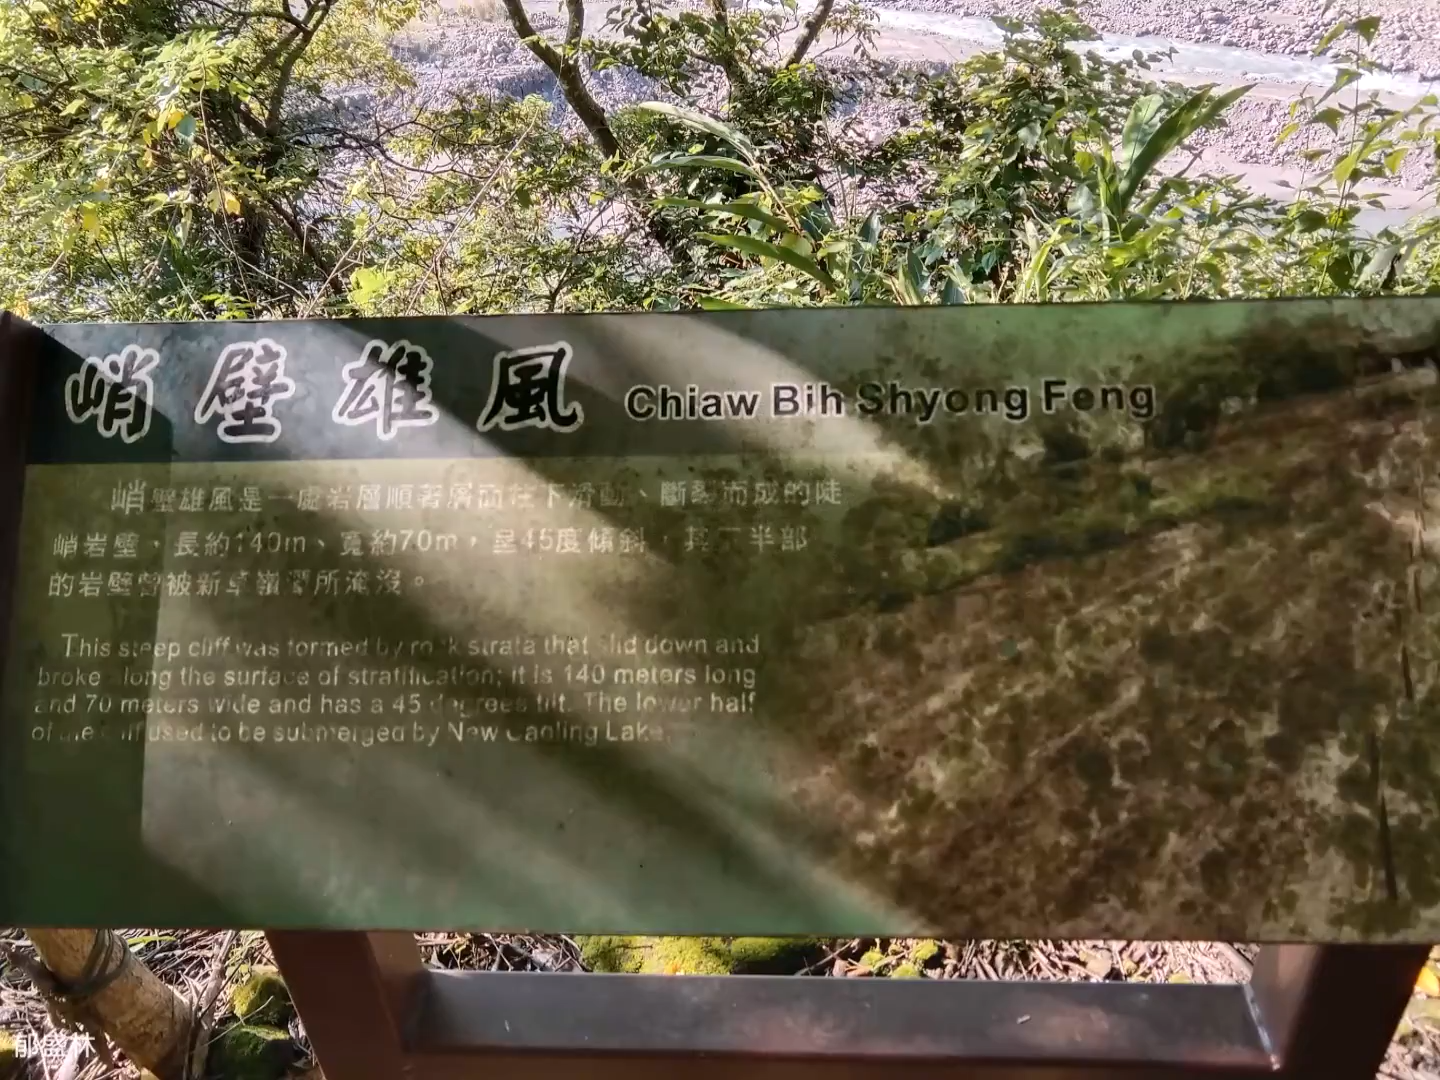 峭壁雄風 Chiaw Bih Shyong Feng
峭壁雄風是一處岩層順著層面往下滑動、斷裂而成的陡
峭岩壁，長約140m、寬約70m，呈45度傾斜，其下半部
的岩壁曾被新草嶺潭所淹沒。
This steep cliff was formed by rock strata that slid down and
broke along the surface of stratification; it is 140 meters long
and 70 meters wide and has a 45 degrees tilt. The lower half
of the cliff used to be submerged by New Caoling Lake.
郁盛林